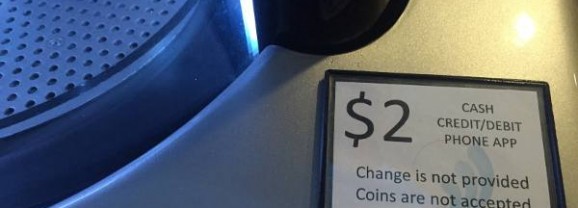 $2
CASH
CREDIT/DEBIT
PHONE APP
Change is not provided
Coins are not accepted